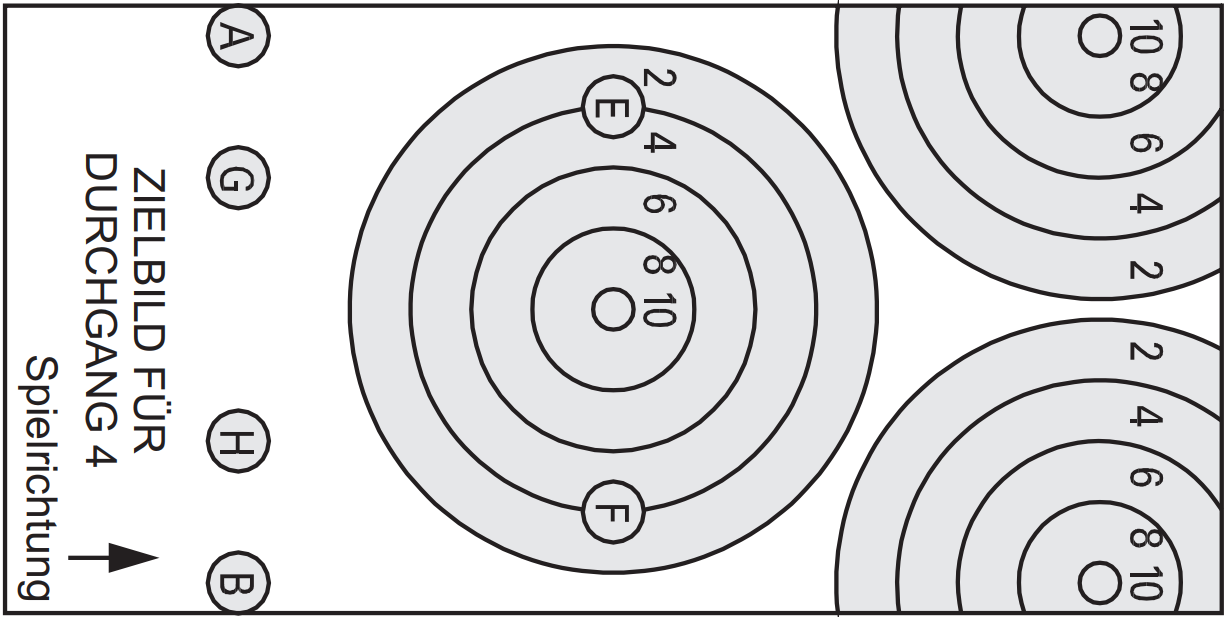 10 8 6 4 2 2 4 6 8 10
2 4 6 8 10
E F
A G H B
ZIELBILD FÜR
DURCHGANG 4
Spielrichtung